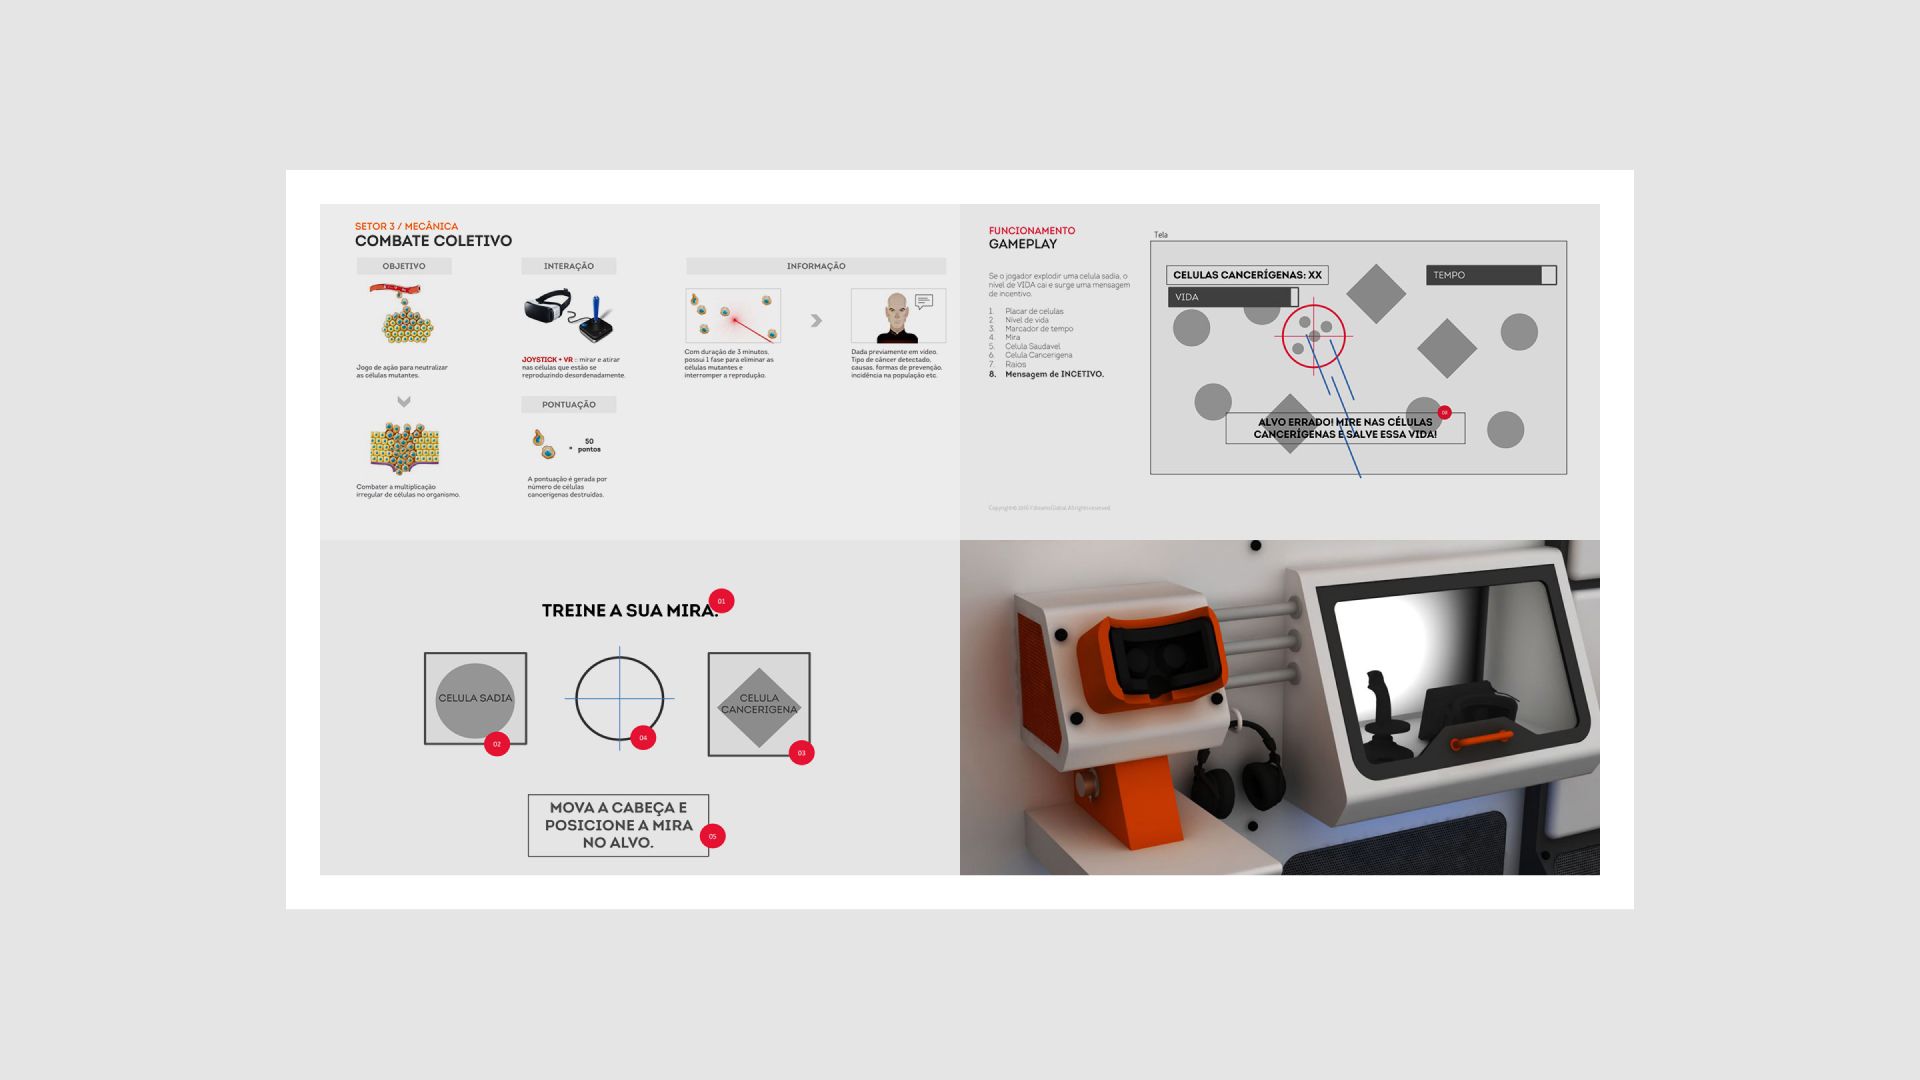 SETOR 3 / MECÂNICA
COMBATE COLETIVO
OBJETIVO
Jogo de ação para neutralizar
as células mutantes.
Combater a multiplicação
irregular de células no organismo.
INTERAÇÃO
JOYSTICK + VR :: mirar e atirar
nas células que estão se
reproduzindo desordenadamente.
PONTUAÇÃO
=
50
pontos
A pontuação é gerada por
número de células
cancerígenas destruídas.
INFORMAÇÃO
Com duração de 3 minutos,
possui 1 fase para eliminar as
células mutantes e
interromper a reprodução.
Dada previamente em vídeo.
Tipo de câncer detectado,
causas, formas de prevenção,
incidência na população etc.
FUNCIONAMENTO
GAMEPLAY
Se o jogador explodir uma celula sadia, o
nível de VIDA cai e surge uma mensagem
de incentivo.
1. Placar de células
2. Nível de vida
3. Marcador de tempo
4. Mira
5. Celula Saudavel
6. Celula Cancerigena
7. Raios
8. Mensagem de INCETIVO.
Tela
CELULAS CANCERÍGENAS: XX
VIDA
TEMPO
08
ALVO ERRADO! MIRE NAS CÉLULAS
CANCERÍGENAS E SALVE ESSA VIDA!
TREINE A SUA MIRA.
01
CELULA SADIA
02
04
CELULA
CANCERIGENA
03
MOVA A CABEÇA E
POSICIONE A MIRA
NO ALVO.
05